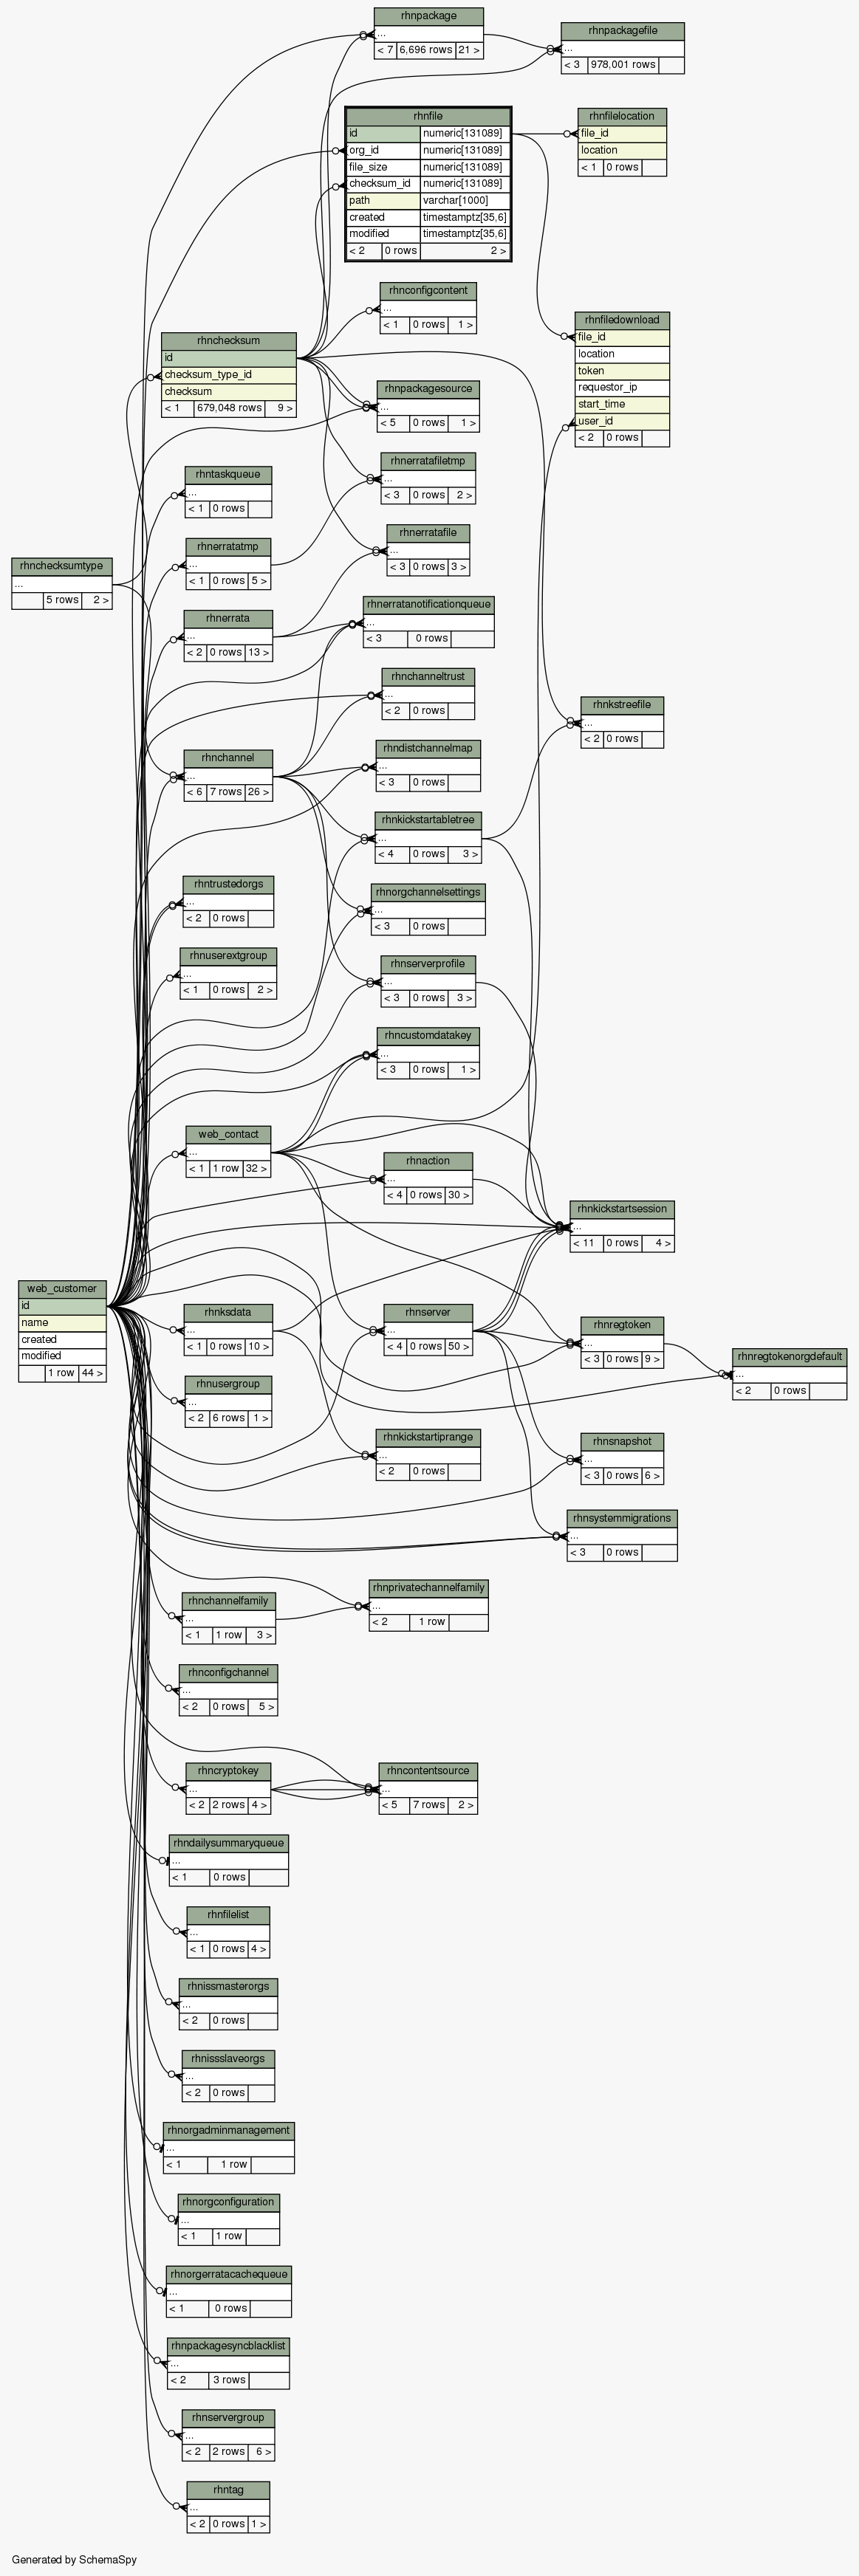 rhnpackage
...
< 7 6,696 rows 21 >
rhnpackagefile
...
< 3 978,001 rows
rhnfile
id numeric[131089]
org_id numeric[131089]
file_size numeric[131089]
checksum_id numeric[131089]
path varchar[1000]
created timestamptz[35,6]
modified timestamptz[35,6]
< 2 0 rows 2 >
rhnfilelocation
file_id
location
< 1 0 rows
rhnconfigcontent
...
< 1 0 rows 1 >
rhnfiledownload
file_id
location
token
requestor_ip
start_time
user_id
< 2 0 rows
rhnchecksum
id
checksum_type_id
checksum
< 1 679,048 rows 9 >
rhnpackagesource
...
< 5 0 rows 1 >
rhnerratafiletmp
...
< 3 0 rows 2 >
rhntaskqueue
...
< 1 0 rows
rhnerratafile
...
< 3 0 rows 3 >
rhnerratatmp
...
< 1 0 rows 5 >
rhnchecksumtype
...
5 rows 2 >
rhnerratanotificationqueue
...
< 3 0 rows
rhnerrata
...
< 2 0 rows 13 >
rhnchanneltrust
...
< 2 0 rows
rhnkstreefile
...
< 2 0 rows
rhndistchannelmap
...
< 3 0 rows
rhnchannel
...
< 6 7 rows 26 >
rhnkickstartabletree
...
< 4 0 rows 3 >
rhntrustedorgs
...
< 2 0 rows
rhnorgchannelsettings
...
< 3 0 rows
rhnuserextgroup
...
< 1 0 rows 2 >
rhnserverprofile
...
< 3 0 rows 3 >
rhncustomdatakey
...
< 3 0 rows 1 >
web_contact
...
< 1 1 row 32 >
rhnaction
...
< 4 0 rows 30 >
rhnkickstartsession
...
< 11 0 rows 4 >
web_customer
id
name
created
modified
1 row 44 >
rhnksdata
...
< 1 0 rows 10 >
rhnserver
...
< 4 0 rows 50 >
rhnregtoken
...
< 3 0 rows 9 >
rhnregtokenorgdefault
...
< 2 0 rows
rhnusergroup
...
< 2 6 rows 1 >
rhnkickstartiprange
...
< 2 0 rows
rhnsnapshot
...
< 3 0 rows 6 >
rhnsystemmigrations
...
< 3 0 rows
rhnprivatechannelfamily
...
< 2 1 row
rhnchannelfamily
...
< 1 1 row 3 >
rhnconfigchannel
...
< 2 0 rows 5 >
rhncryptokey
...
< 2 2 rows 4 >
rhncontentsource
...
< 5 7 rows 2 >
rhndailysummaryqueue
...
< 1 0 rows
rhnfilelist
...
< 1 0 rows 4 >
rhnissmasterorgs
...
< 2 0 rows
rhnissslaveorgs
...
< 2 0 rows
rhnorgadminmanagement
...
< 1 1 row
rhnorgconfiguration
...
< 1 1 row
rhnorgerratacachequeue
...
< 1 0 rows
rhnpackagesyncblacklist
...
< 2 3 rows
rhnservergroup
...
< 2 2 rows 6 >
rhntag
...
< 2 0 rows 1 >
Generated by SchemaSpy